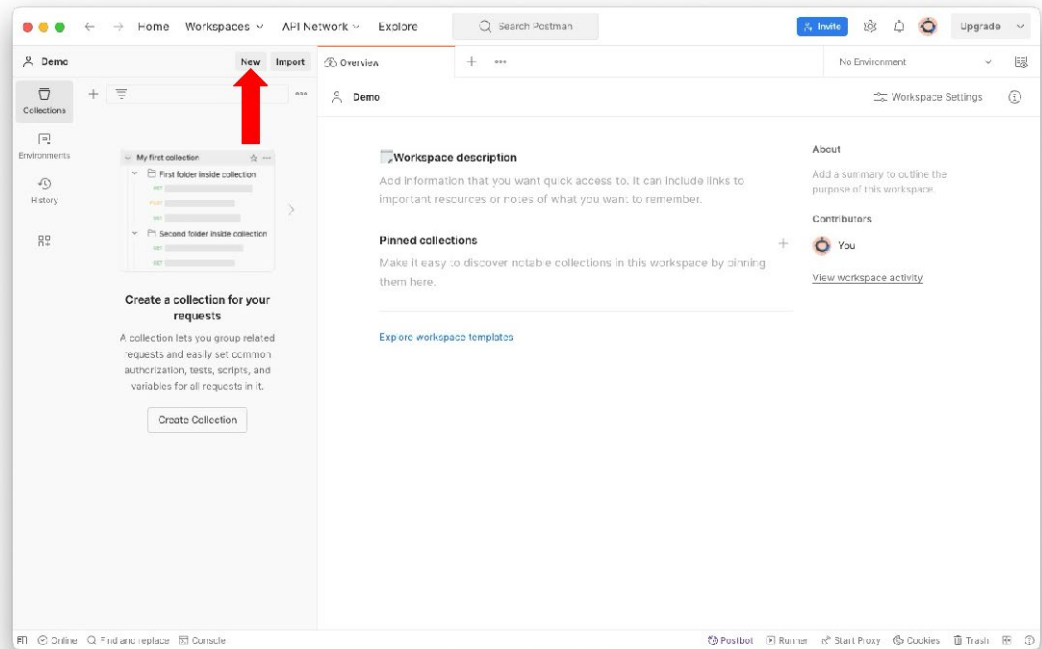 Home Workspaces API Network Explore Search Postman Invite Upgrade
Demo New Import Overview No Environment
Collections
Demo Workspace Settings
Environments
History
My first collection
First folder inside collection
GET
POST
GET
Second folder inside collection
GET
GET
Create a collection for your
requests
A collection lets you group related
requests and easily set common
authorization, tests, scripts, and
variables for all requests in it.
Create Collection
Workspace description
Add information that you want quick access to. It can include links to
important resources or notes of what you want to remember.
Pinned collections
Make it easy to discover notable collections in this workspace by pinning
them here.
Explore workspace templates
About
Add a summary to outline the
purpose of this workspace.
Contributors
You
View workspace activity
Online Find and replace Console Postbot Runner Start Proxy Cookies Trash